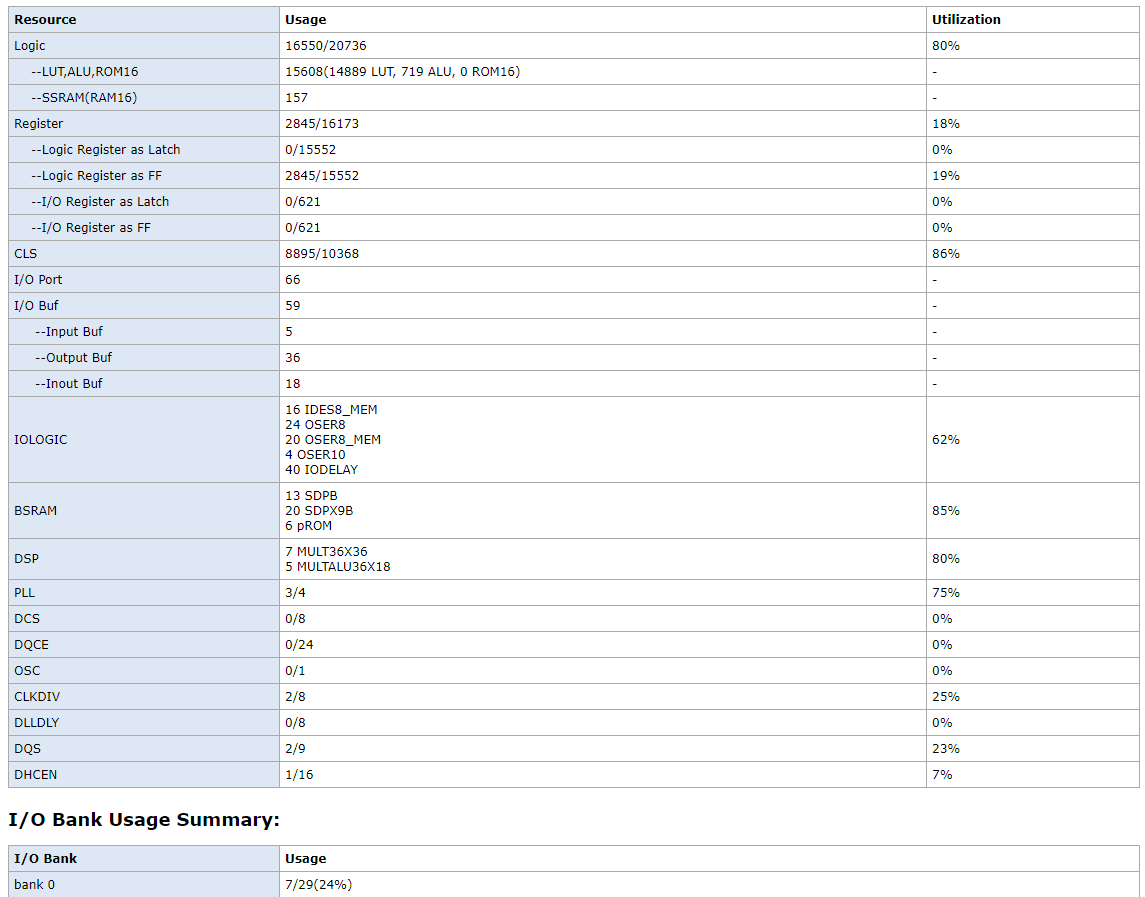 Resource Usage Utilization
Logic 16550/20736 80%
--LUT,ALU,ROM16 15608(14889 LUT, 719 ALU, 0 ROM16) -
--SSRAM(RAM16) 157 -
Register 2845/16173 18%
--Logic Register as Latch 0/15552 0%
--Logic Register as FF 2845/15552 19%
--I/O Register as Latch 0/621 0%
--I/O Register as FF 0/621 0%
CLS 8895/10368 86%
I/O Port 66 -
I/O Buf 59 -
--Input Buf 5 -
--Output Buf 36 -
--Inout Buf 18 -
IOLOGIC
16 IDES8_MEM
24 OSER8
20 OSER8_MEM
4 OSER10
40 IODELAY
62%
BSRAM
13 SDPB
20 SDPX9B
6 pROM
85%
DSP
7 MULT36X36
5 MULTALU36X18
80%
PLL 3/4 75%
DCS 0/8 0%
DQCE 0/24 0%
OSC 0/1 0%
CLKDIV 2/8 25%
DLLDLY 0/8 0%
DQS 2/9 23%
DHCEN 1/16 7%
I/O Bank Usage Summary:
I/O Bank Usage
bank 0 7/29(24%)